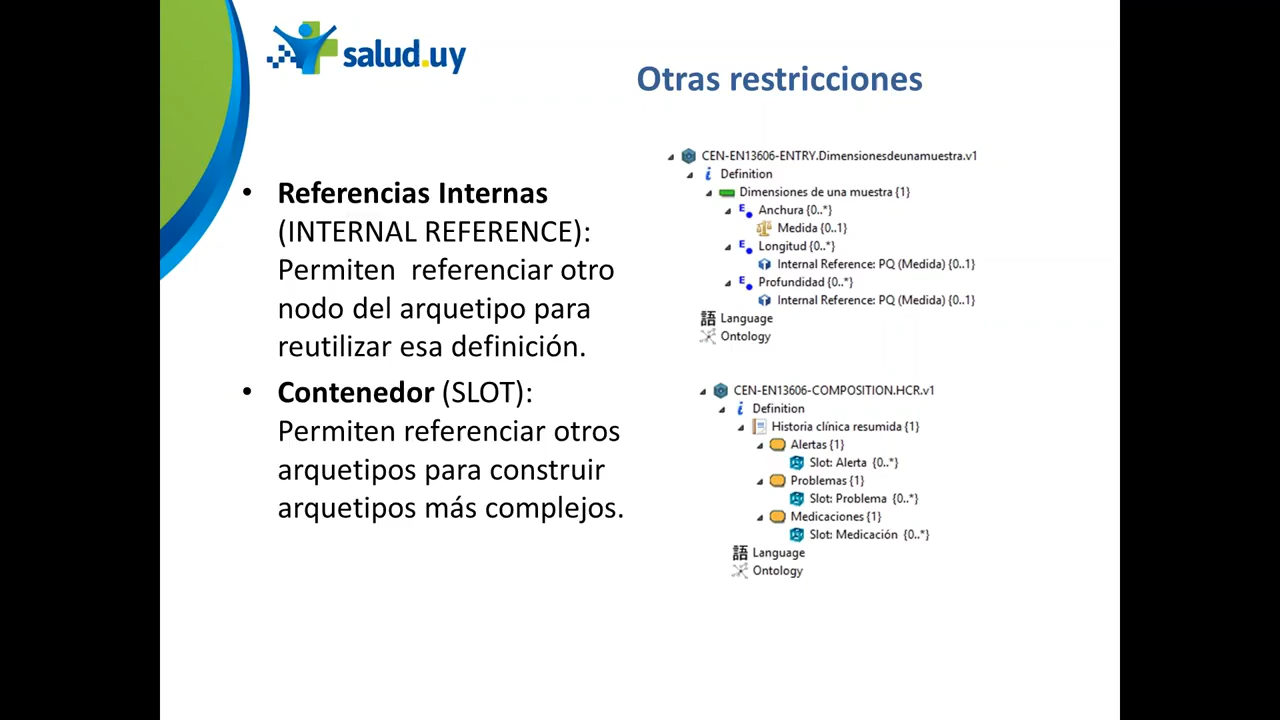 salud.uy
Otras restricciones
• Referencias Internas
(INTERNAL REFERENCE):
Permiten referenciar otro
nodo del arquetipo para
reutilizar esa definición.
• Contenedor (SLOT):
Permiten referenciar otros
arquetipos para construir
arquetipos más complejos.
CEN-EN13606-ENTRY.Dimensionesdeunamuestra.v1
i Definition
Dimensiones de una muestra {1}
E Anchura {0..*}
Medida {0..1}
E Longitud {0..*}
Internal Reference: PQ (Medida) {0..1}
E Profundidad {0..*}
Internal Reference: PQ (Medida) {0..1}
語 Language
Ontology
CEN-EN13606-COMPOSITION.HCR.v1
i Definition
Historia clínica resumida {1}
Alertas {1}
Slot: Alerta {0..*}
Problemas {1}
Slot: Problema {0..*}
Medicaciones {1}
Slot: Medicación {0..*}
語 Language
Ontology